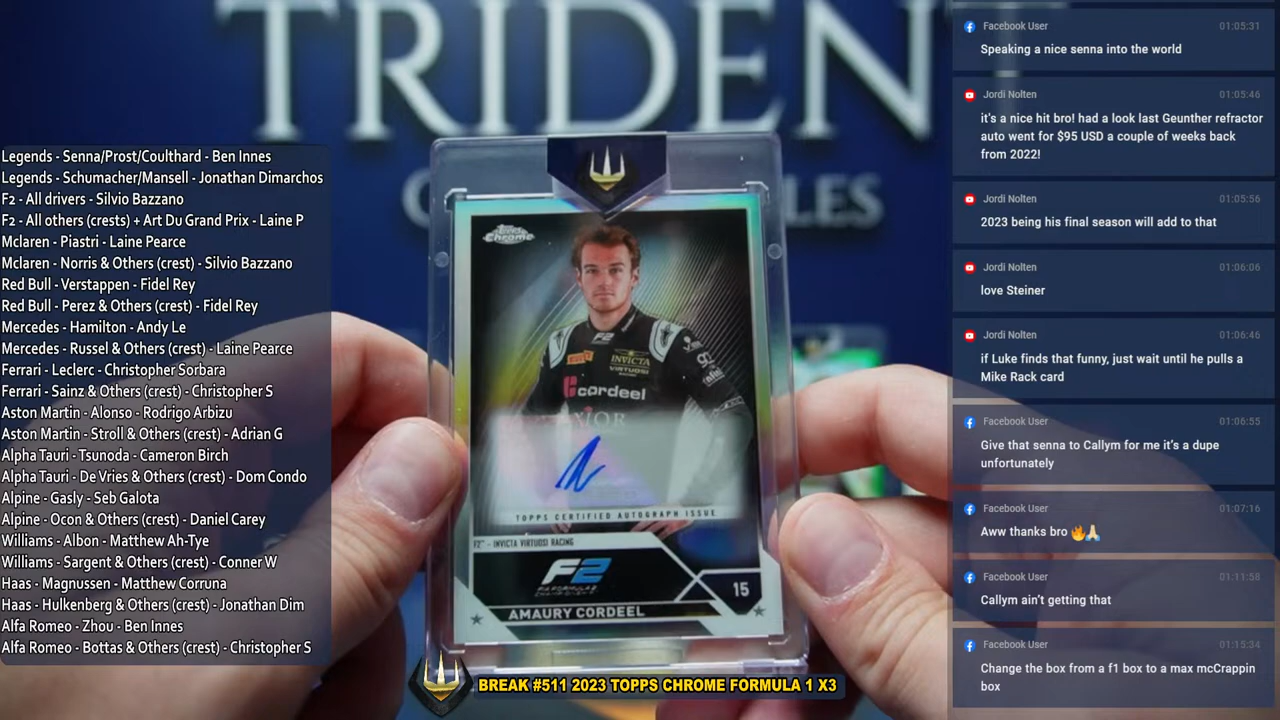 TRIDENT
Legends - Senna/Prost/Coulthard - Ben Innes
Legends - Schumacher/Mansell - Jonathan Dimarchos
F2 - All drivers - Silvio Bazzano
F2 - All others (crests) + Art Du Grand Prix - Laine P
Mclaren - Piastri - Laine Pearce
Mclaren - Norris & Others (crest) - Silvio Bazzano
Red Bull - Verstappen - Fidel Rey
Red Bull - Perez & Others (crest) - Fidel Rey
Mercedes - Hamilton - Andy Le
Mercedes - Russel & Others (crest) - Laine Pearce
Ferrari - Leclerc - Christopher Sorbara
Ferrari - Sainz & Others (crest) - Christopher S
Aston Martin - Alonso - Rodrigo Arbizu
Aston Martin - Stroll & Others (crest) - Adrian G
Alpha Tauri - Tsunoda - Cameron Birch
Alpha Tauri - De Vries & Others (crest) - Dom Condo
Alpine - Gasly - Seb Galota
Alpine - Ocon & Others (crest) - Daniel Carey
Williams - Albon - Matthew Ah-Tye
Williams - Sargent & Others (crest) - Conner W
Haas - Magnussen - Matthew Corruna
Haas - Hulkenberg & Others (crest) - Jonathan Dim
Alfa Romeo - Zhou - Ben Innes
Alfa Romeo - Bottas & Others (crest) - Christopher S
Topps
Chrome
F2
INVICTA
VIRTUOSI
cordeel
TOPPS CERTIFIED AUTOGRAPH ISSUE
F2™ - INVICTA VIRTUOSI RACING
F2
15
AMAURY CORDEEL
BREAK #511 2023 TOPPS CHROME FORMULA 1 X3
Facebook User 01:05:31
Speaking a nice senna into the world
Jordi Nolten 01:05:46
it's a nice hit bro! had a look last Geunther refractor
auto went for $95 USD a couple of weeks back
from 2022!
Jordi Nolten 01:05:56
2023 being his final season will add to that
Jordi Nolten 01:06:06
love Steiner
Jordi Nolten 01:06:46
if Luke finds that funny, just wait until he pulls a
Mike Rack card
Facebook User 01:06:55
Give that senna to Callym for me it's a dupe
unfortunately
Facebook User 01:07:16
Aww thanks bro 🔥🙏
Facebook User 01:11:58
Callym ain't getting that
Facebook User 01:15:34
Change the box from a f1 box to a max mcCrappin
box